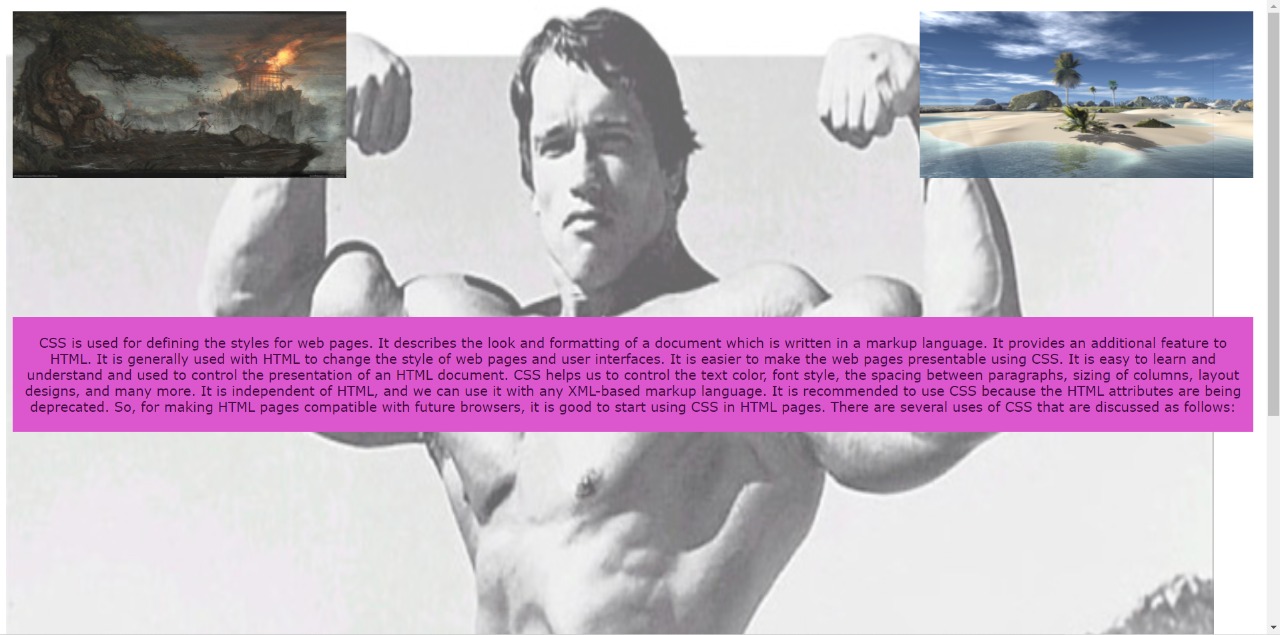 CSS is used for defining the styles for web pages. It describes the look and formatting of a document which is written in a markup language. It provides an additional feature to
HTML. It is generally used with HTML to change the style of web pages and user interfaces. It is easier to make the web pages presentable using CSS. It is easy to learn and
understand and used to control the presentation of an HTML document. CSS helps us to control the text color, font style, the spacing between paragraphs, sizing of columns, layout
designs, and many more. It is independent of HTML, and we can use it with any XML-based markup language. It is recommended to use CSS because the HTML attributes are being
deprecated. So, for making HTML pages compatible with future browsers, it is good to start using CSS in HTML pages. There are several uses of CSS that are discussed as follows: